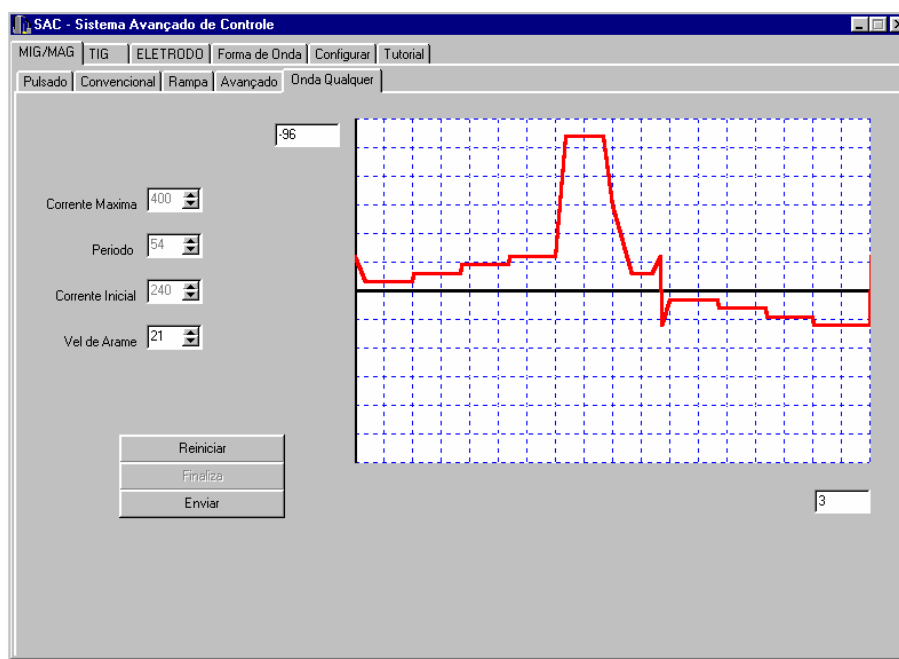 SAC - Sistema Avançado de Controle
MIG/MAG TIG ELETRODO Forma de Onda Configurar Tutorial
Pulsado Convencional Rampa Avançado Onda Qualquer
-96
Corrente Maxima 400
Periodo 54
Corrente Inicial 240
Vel de Arame 21
Reiniciar
Finaliza
Enviar
3